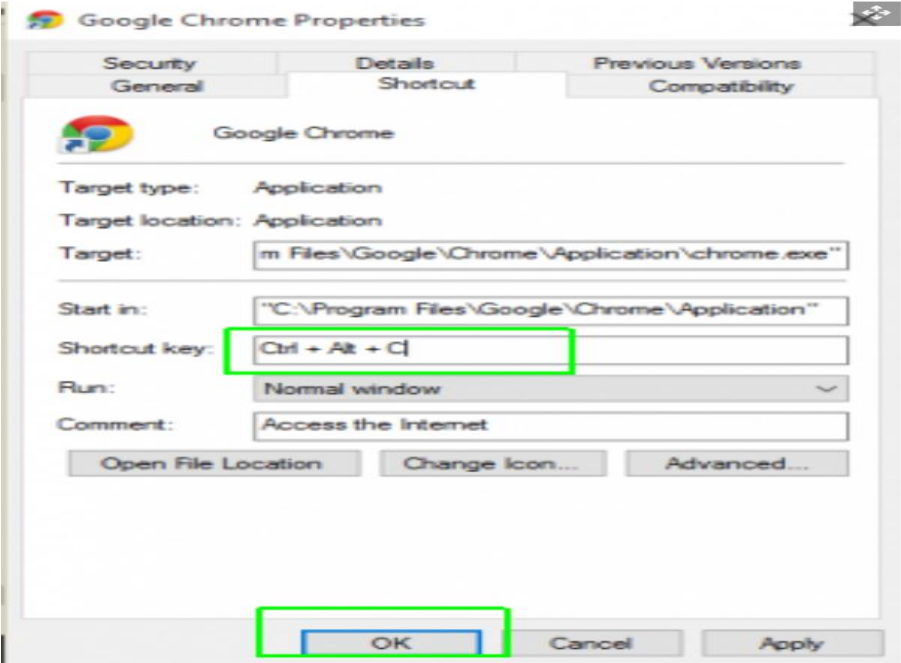 Google Chrome Properties
Security Details Previous Versions
General Shortcut Compatibility
Google Chrome
Target type: Application
Target location: Application
Target: m Files\Google\Chrome\Application\chrome.exe"
Start in: "C:\Program Files\Google\Chrome\Application"
Shortcut key: Ctrl + Alt + C
Run: Normal window
Comment: Access the Internet
Open File Location Change Icon... Advanced...
OK Cancel Apply